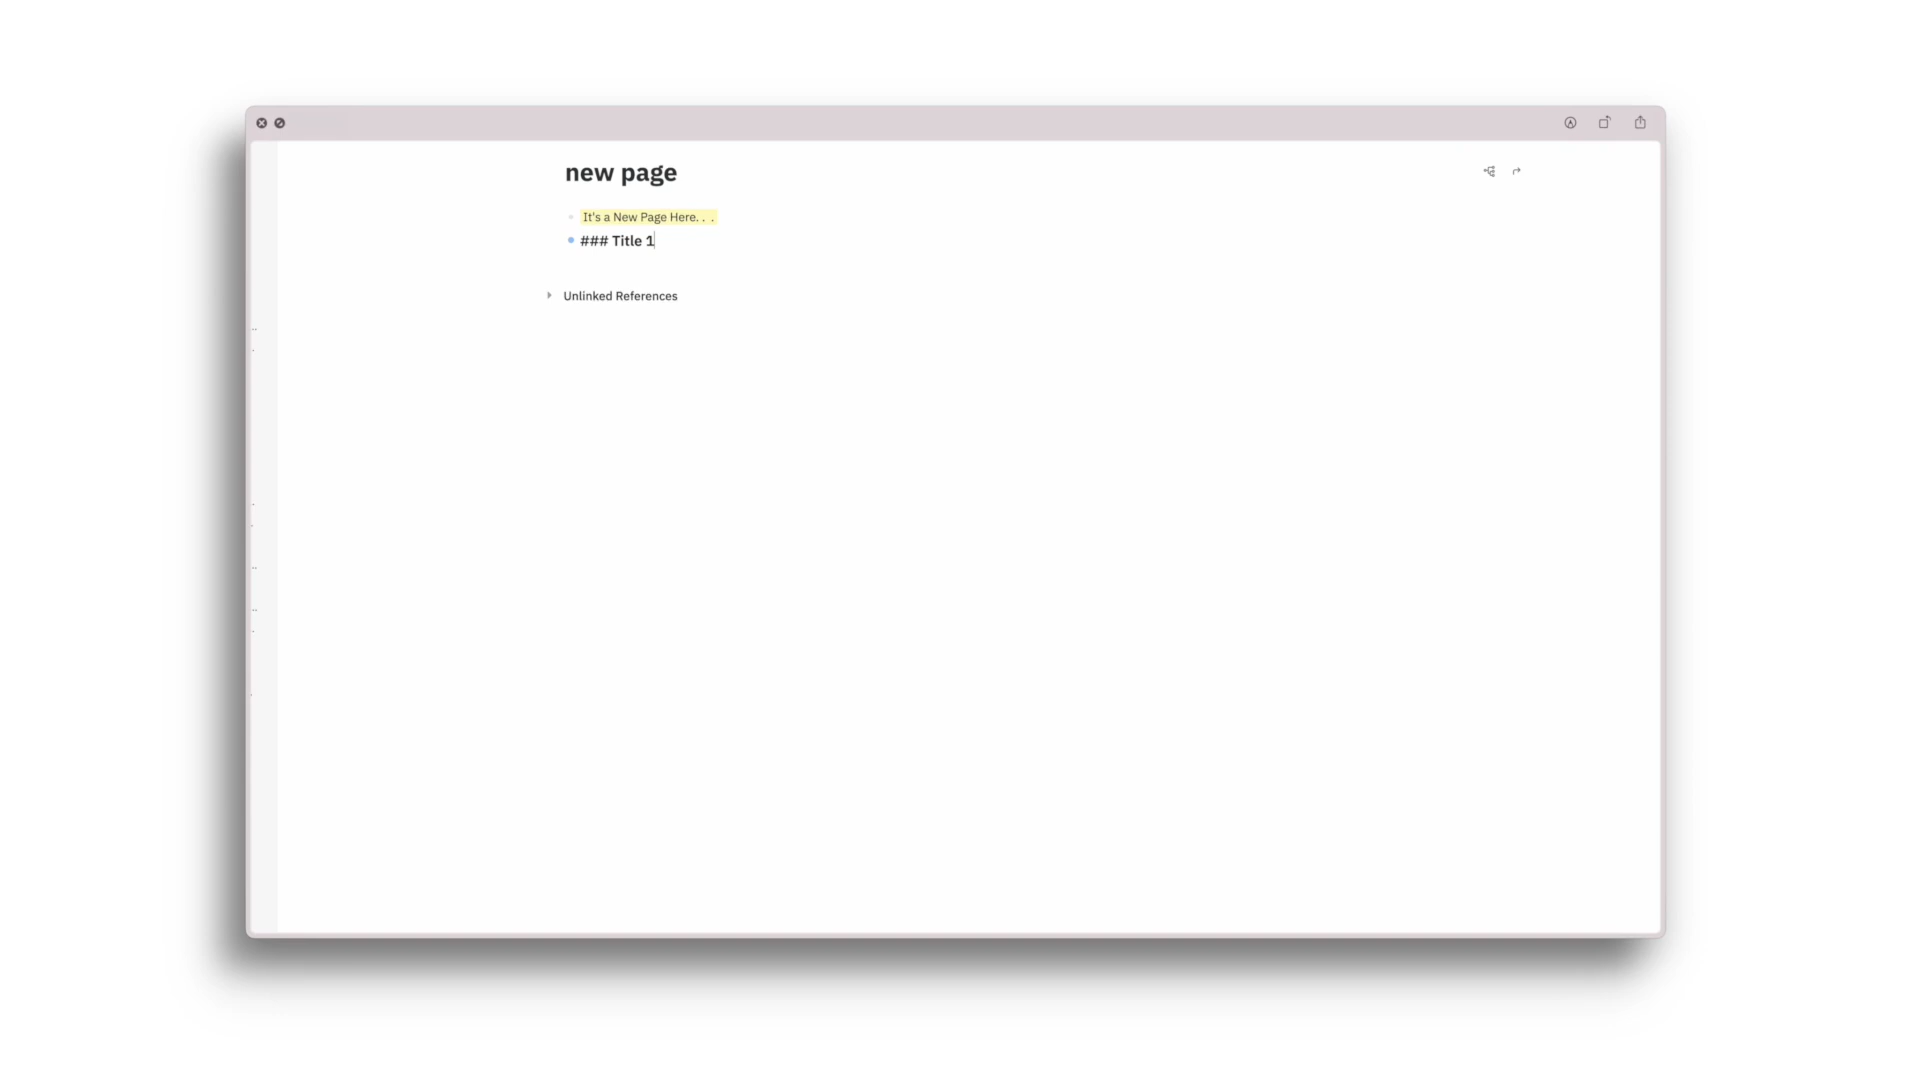 new page
It's a New Page Here. . .
### Title 1
Unlinked References